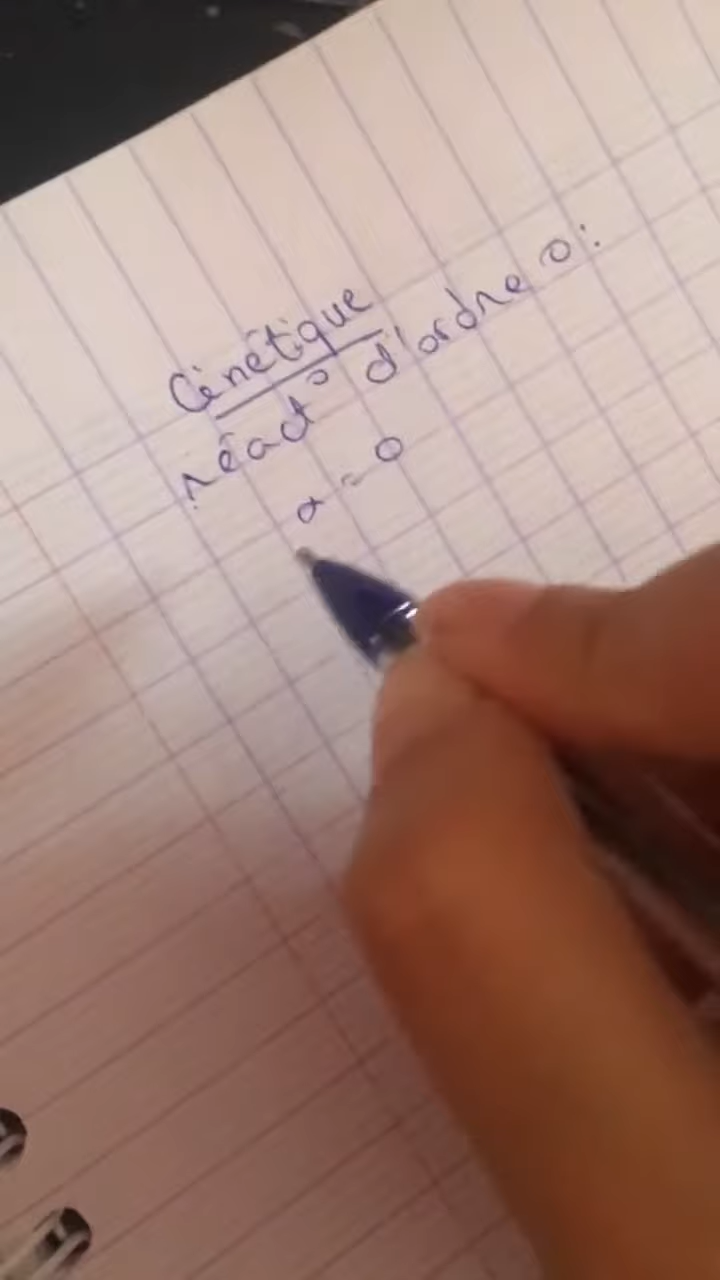 Cinétique
réact° d'ordre 0:
α = 0